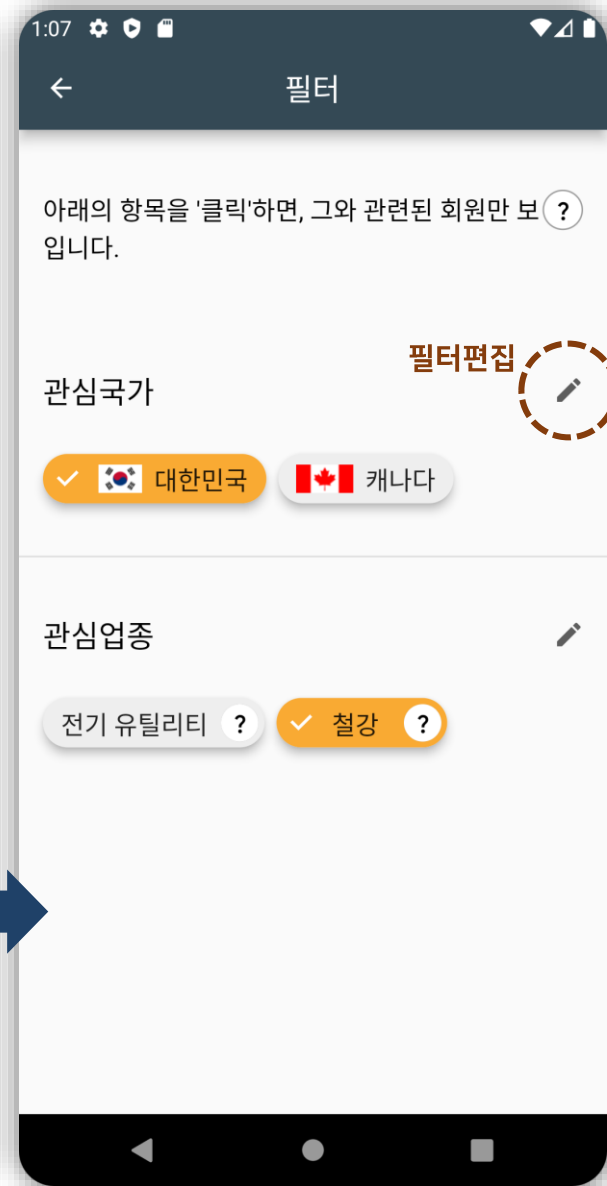 1:07
필터
아래의 항목을 '클릭'하면, 그와 관련된 회원만 보 ?
입니다.
필터편집
관심국가
대한민국 캐나다
관심업종
전기 유틸리티 ? 철강 ?